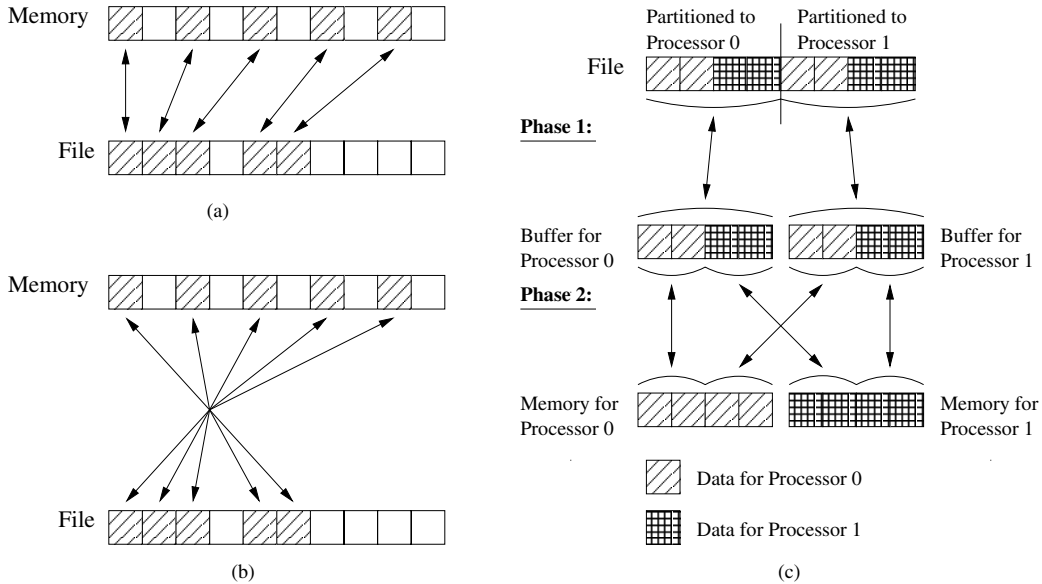 Memory
File
(a)
Memory
File
(b)
Partitioned to
Processor 0
Partitioned to
Processor 1
File
Phase 1:
Buffer for
Processor 0
Buffer for
Processor 1
Phase 2:
Memory for
Processor 0
Memory for
Processor 1
Data for Processor 0
Data for Processor 1
(c)